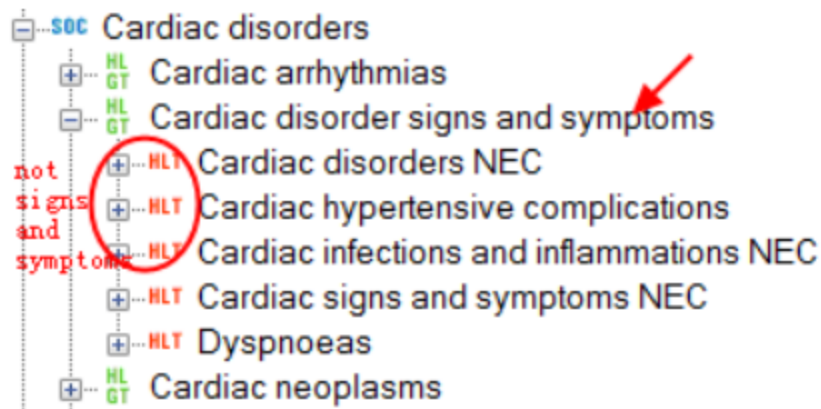 SOC Cardiac disorders
HLGT Cardiac arrhythmias
HLGT Cardiac disorder signs and symptoms
HLT Cardiac disorders NEC
HLT Cardiac hypertensive complications
HLT Cardiac infections and inflammations NEC
HLT Cardiac signs and symptoms NEC
HLT Dyspnoeas
HLGT Cardiac neoplasms
not
signs
and
symptoms